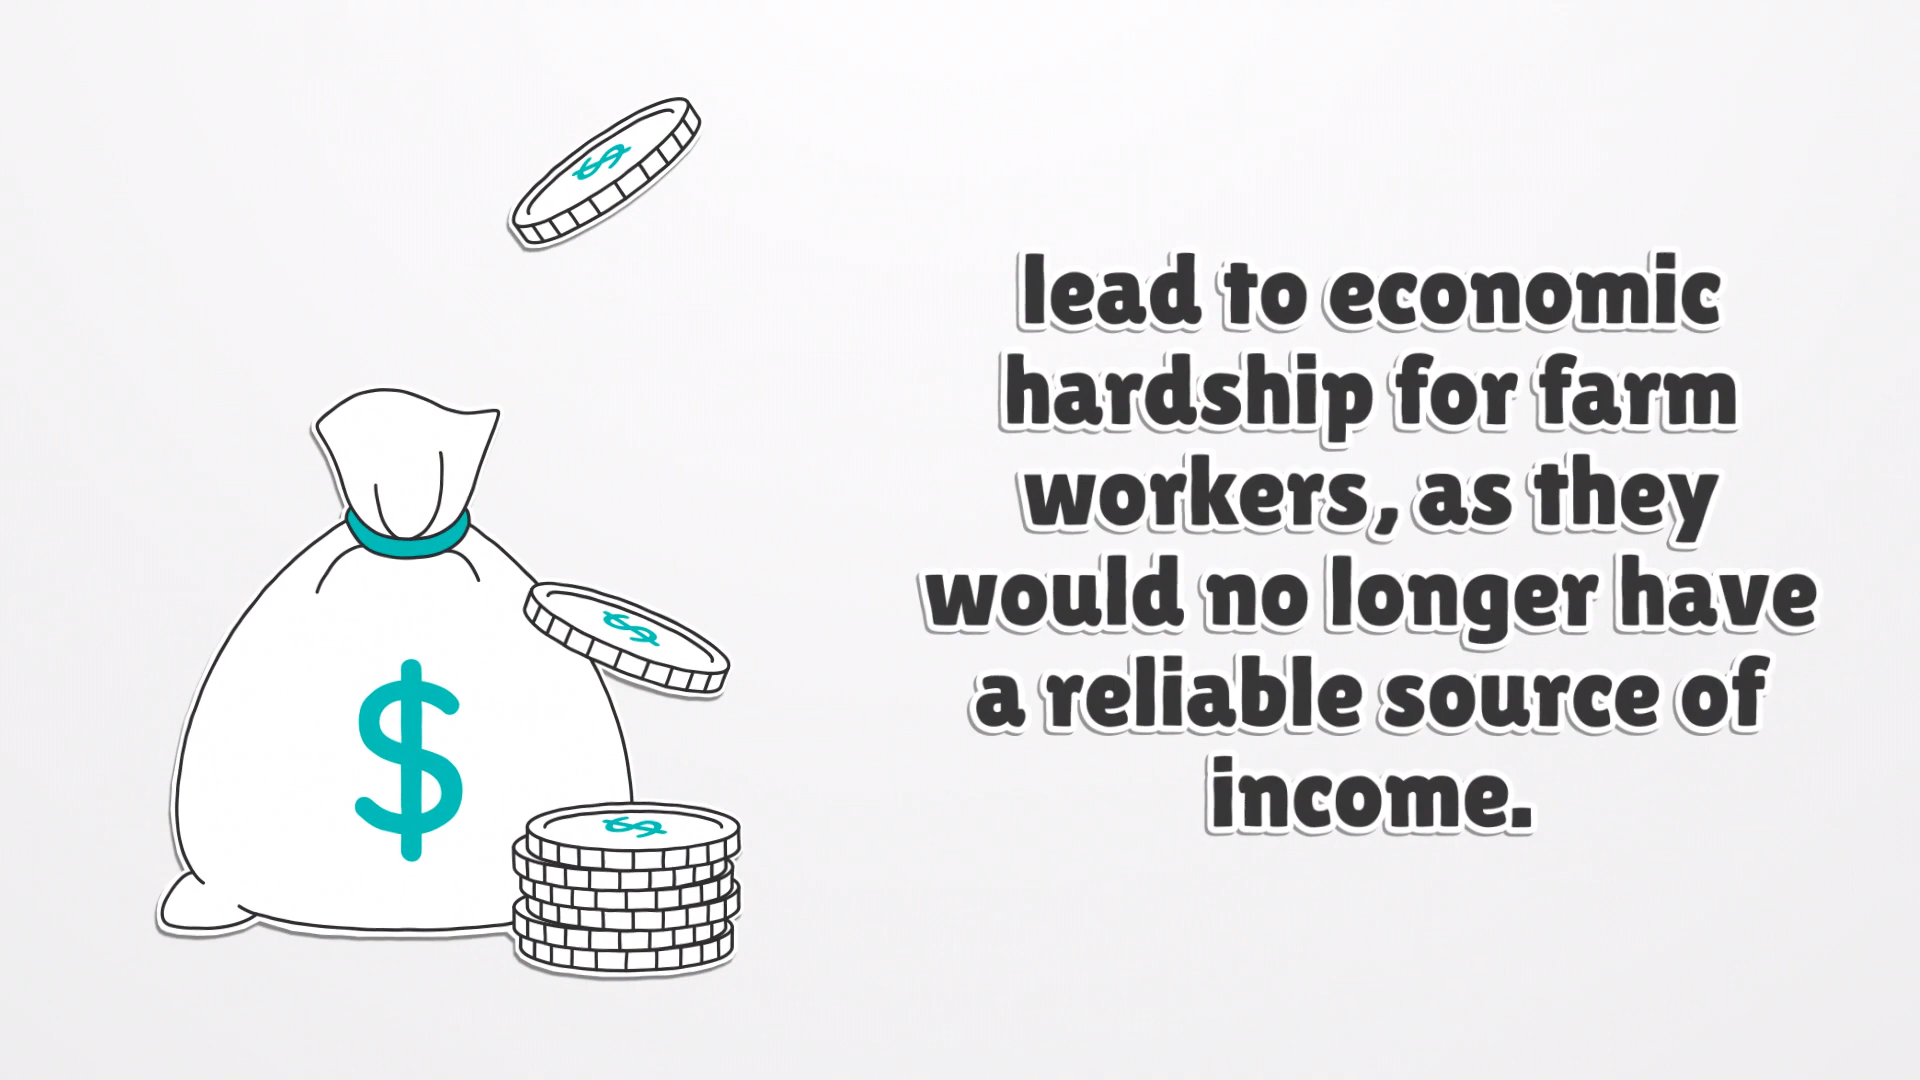 lead to economic
hardship for farm
workers, as they
would no longer have
a reliable source of
income.
$
$
$
$